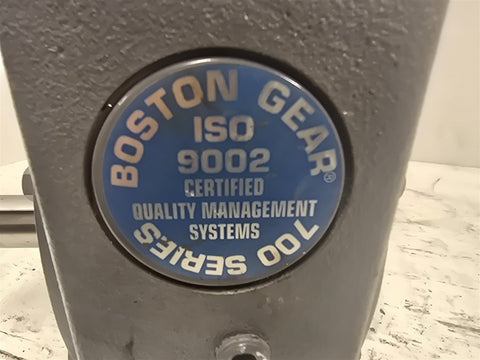 BOSTON GEAR®
ISO
9002
CERTIFIED
QUALITY MANAGEMENT
SYSTEMS
700 SERIES